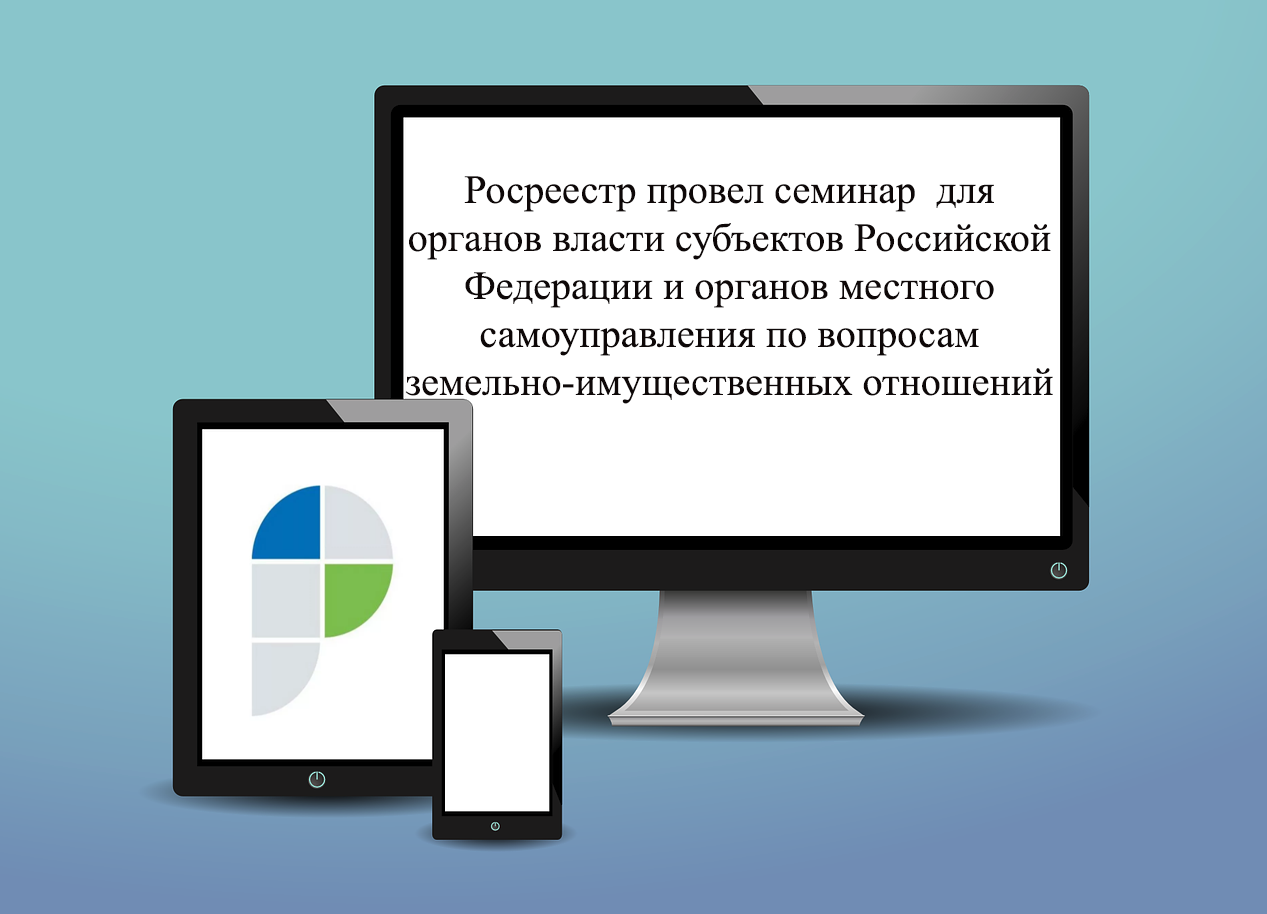 Росреестр провел семинар  для
органов власти субъектов Российской
Федерации и органов местного
самоуправления по вопросам
земельно-имущественных отношений